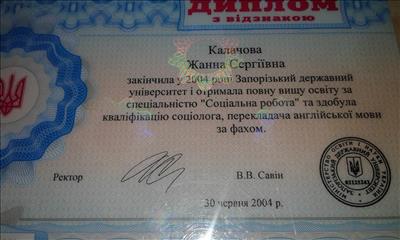 ДИПЛОМ
з відзнакою
Калачова
Жанна Сергіївна
закінчила у 2004 році Запорізький державний
університет і отримала повну вищу освіту за
спеціальністю "Соціальна робота" та здобула
кваліфікацію соціолога, перекладача англійської мови
за фахом.
Ректор
В.В. Савін
30 червня 2004 р.